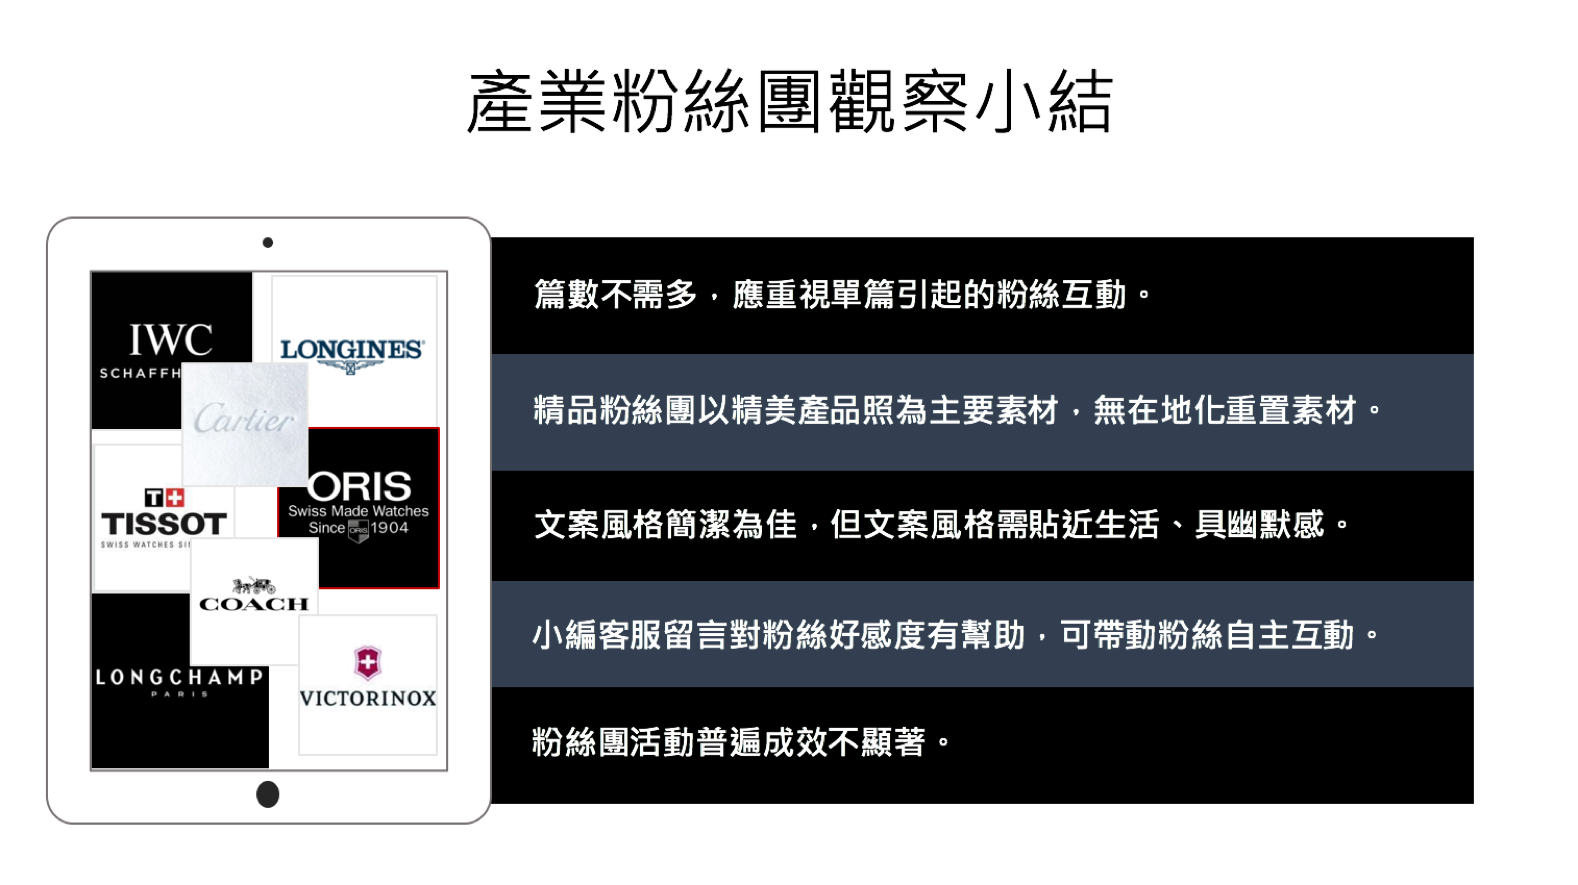 產業粉絲團觀察小結
IWC
SCHAFFH
LONGINES
Cartier
TISSOT
SWISS WATCHES SI
ORIS
Swiss Made Watches
Since ORIS 1904
COACH
LONGCHAMP
PARIS
VICTORINOX
篇數不需多，應重視單篇引起的粉絲互動。
精品粉絲團以精美產品照為主要素材，無在地化重置素材。
文案風格簡潔為佳，但文案風格需貼近生活、具幽默感。
小編客服留言對粉絲好感度有幫助，可帶動粉絲自主互動。
粉絲團活動普遍成效不顯著。